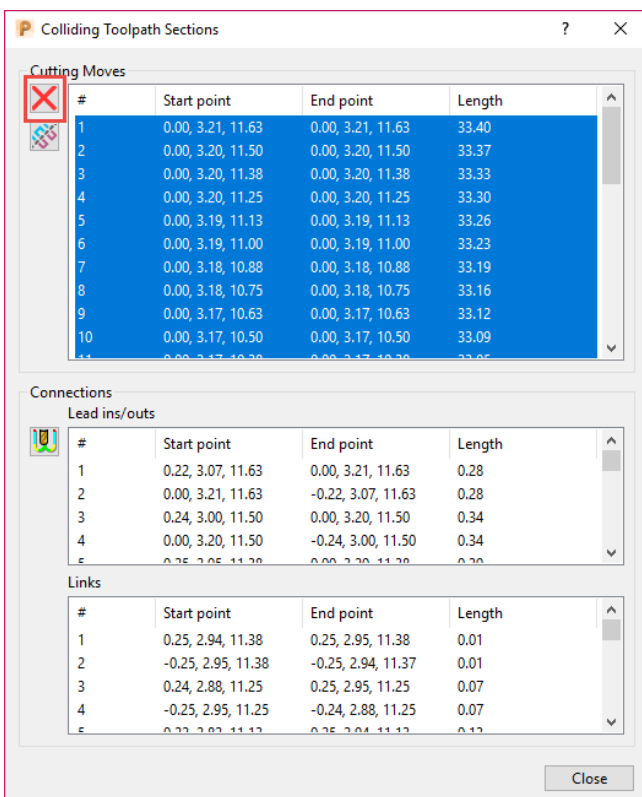 Colliding Toolpath Sections ?
Cutting Moves
# Start point End point Length
1 0.00, 3.21, 11.63 0.00, 3.21, 11.63 33.40
2 0.00, 3.20, 11.50 0.00, 3.20, 11.50 33.37
3 0.00, 3.20, 11.38 0.00, 3.20, 11.38 33.33
4 0.00, 3.20, 11.25 0.00, 3.20, 11.25 33.30
5 0.00, 3.19, 11.13 0.00, 3.19, 11.13 33.26
6 0.00, 3.19, 11.00 0.00, 3.19, 11.00 33.23
7 0.00, 3.18, 10.88 0.00, 3.18, 10.88 33.19
8 0.00, 3.18, 10.75 0.00, 3.18, 10.75 33.16
9 0.00, 3.17, 10.63 0.00, 3.17, 10.63 33.12
10 0.00, 3.17, 10.50 0.00, 3.17, 10.50 33.09
Connections
Lead ins/outs
# Start point End point Length
1 0.22, 3.07, 11.63 0.00, 3.21, 11.63 0.28
2 0.00, 3.21, 11.63 -0.22, 3.07, 11.63 0.28
3 0.24, 3.00, 11.50 0.00, 3.20, 11.50 0.34
4 0.00, 3.20, 11.50 -0.24, 3.00, 11.50 0.34
Links
# Start point End point Length
1 0.25, 2.94, 11.38 0.25, 2.95, 11.38 0.01
2 -0.25, 2.95, 11.38 -0.25, 2.94, 11.37 0.01
3 0.24, 2.88, 11.25 0.25, 2.95, 11.25 0.07
4 -0.25, 2.95, 11.25 -0.24, 2.88, 11.25 0.07
Close